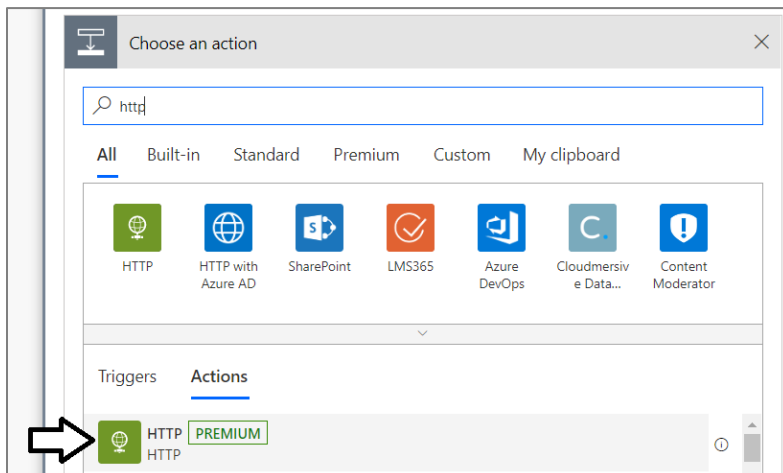 Choose an action
http
All Built-in Standard Premium Custom My clipboard
HTTP
HTTP with
Azure AD
SharePoint
LMS365
Azure
DevOps
Cloudmersiv
e Data...
Content
Moderator
Triggers Actions
HTTP PREMIUM
HTTP